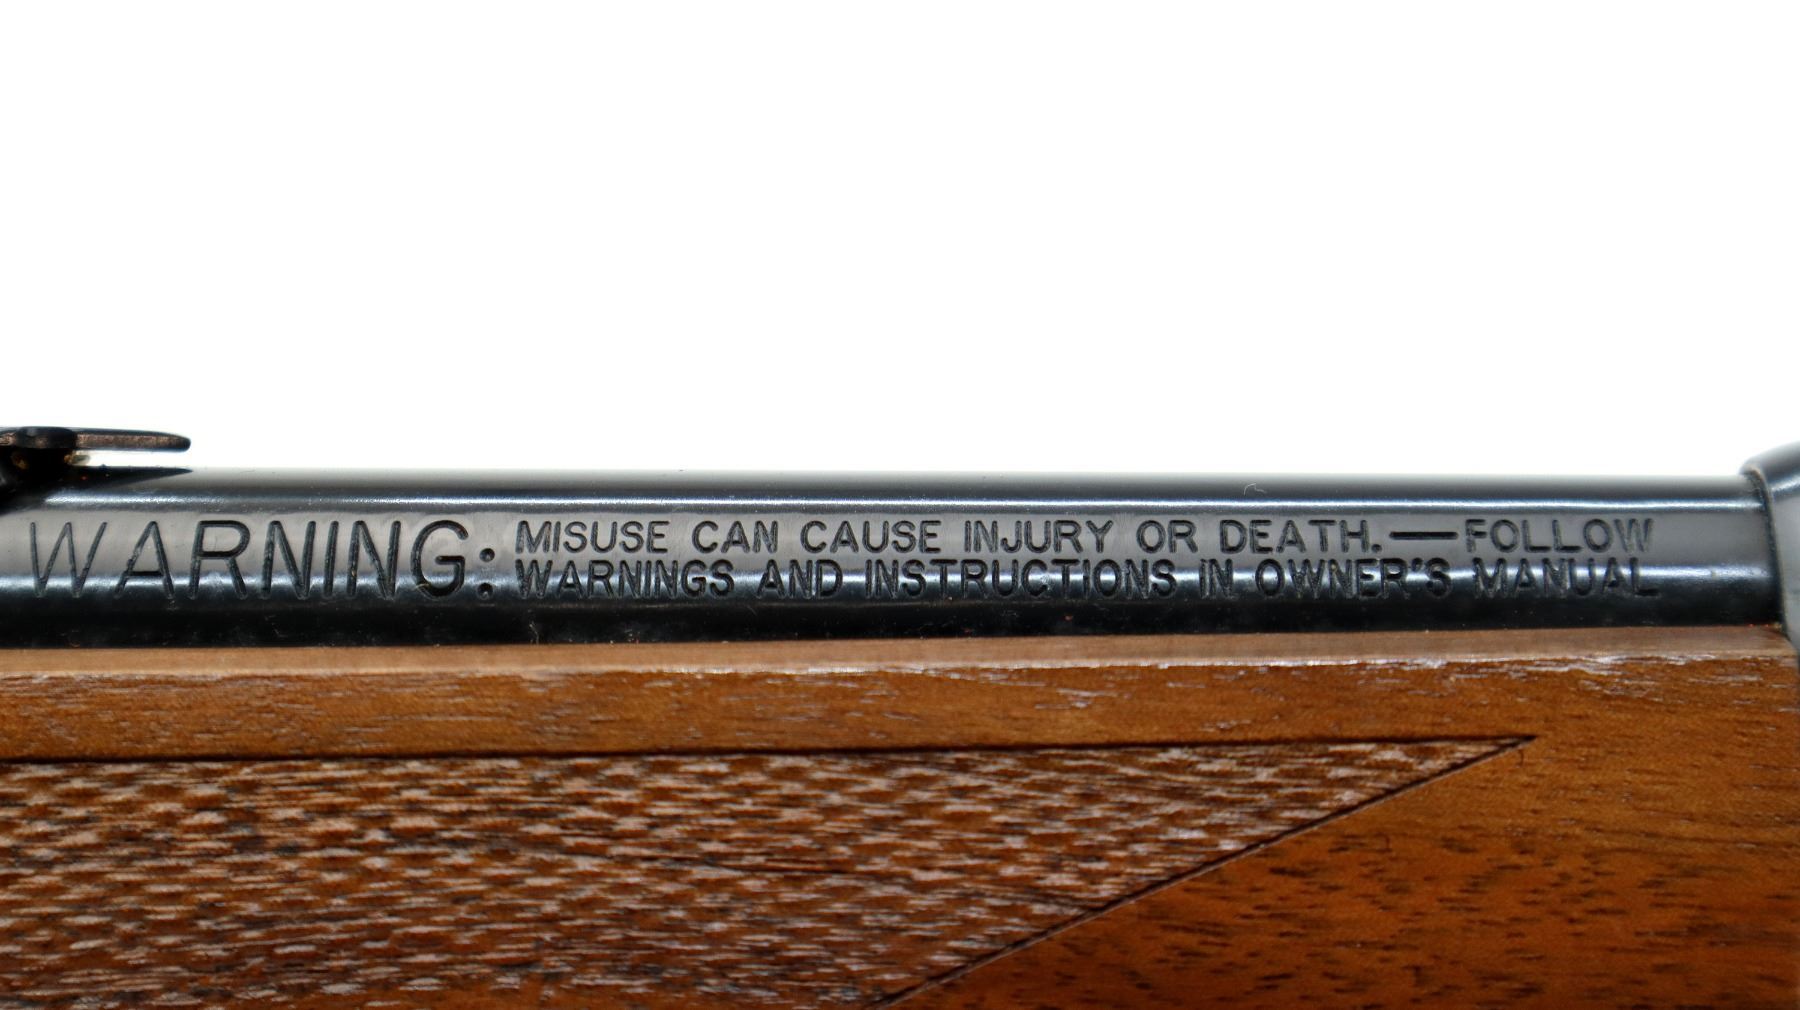 WARNING: MISUSE CAN CAUSE INJURY OR DEATH.—FOLLOW
WARNINGS AND INSTRUCTIONS IN OWNER'S MANUAL